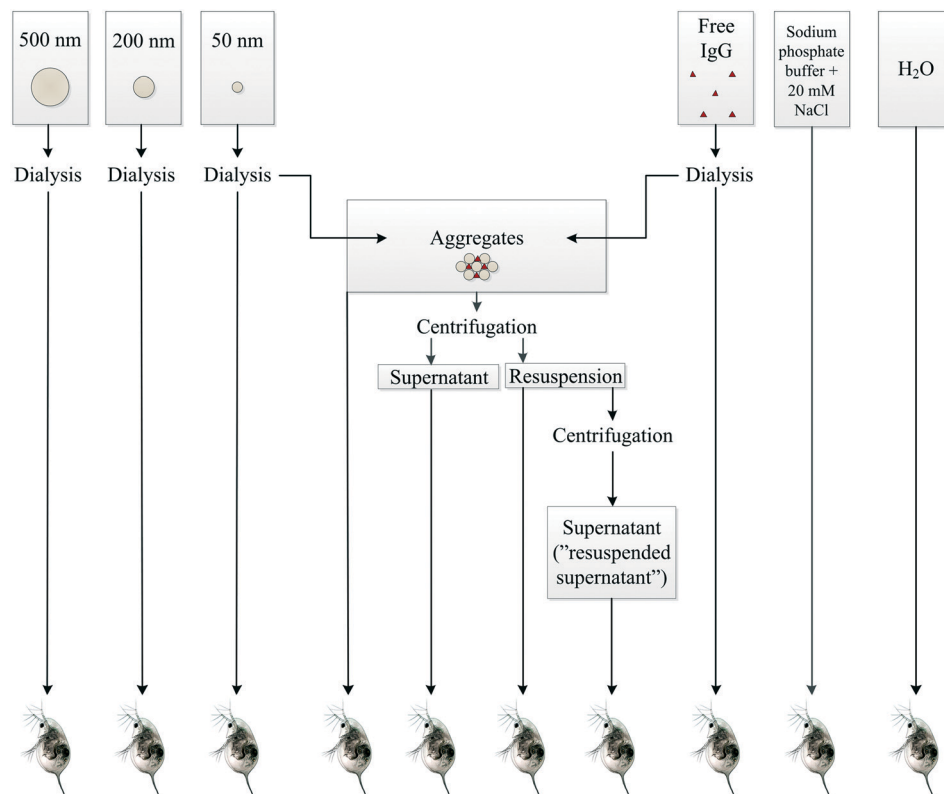 500 nm
200 nm
50 nm
Free
IgG
Sodium
phosphate
buffer +
20 mM
NaCl
H₂O
Dialysis
Dialysis
Dialysis
Dialysis
Aggregates
Centrifugation
Supernatant
Resuspension
Centrifugation
Supernatant
(”resuspended
supernatant”)